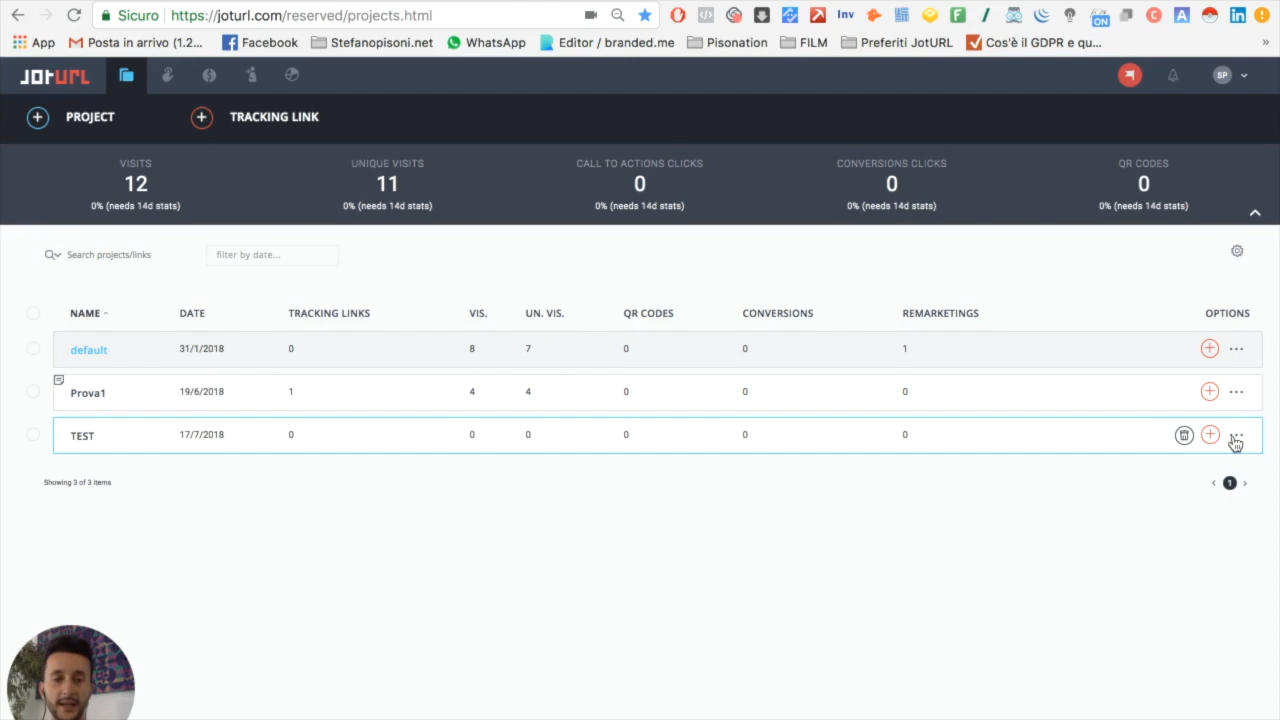 Sicuro https://joturl.com/reserved/projects.html Inv ON
App Posta in arrivo (1.2... Facebook Stefanopisoni.net WhatsApp Editor / branded.me Pisonation FILM Preferiti JotURL Cos'è il GDPR e qu... »
JOTURL SP
PROJECT TRACKING LINK
VISITS UNIQUE VISITS CALL TO ACTIONS CLICKS CONVERSIONS CLICKS QR CODES
12 11 0 0 0
0% (needs 14d stats) 0% (needs 14d stats) 0% (needs 14d stats) 0% (needs 14d stats) 0% (needs 14d stats)
Search projects/links filter by date...
NAME DATE TRACKING LINKS VIS. UN. VIS. QR CODES CONVERSIONS REMARKETINGS OPTIONS
default 31/1/2018 0 8 7 0 0 1
Prova1 19/6/2018 1 4 4 0 0 0
TEST 17/7/2018 0 0 0 0 0 0
Showing 3 of 3 items < 1 >